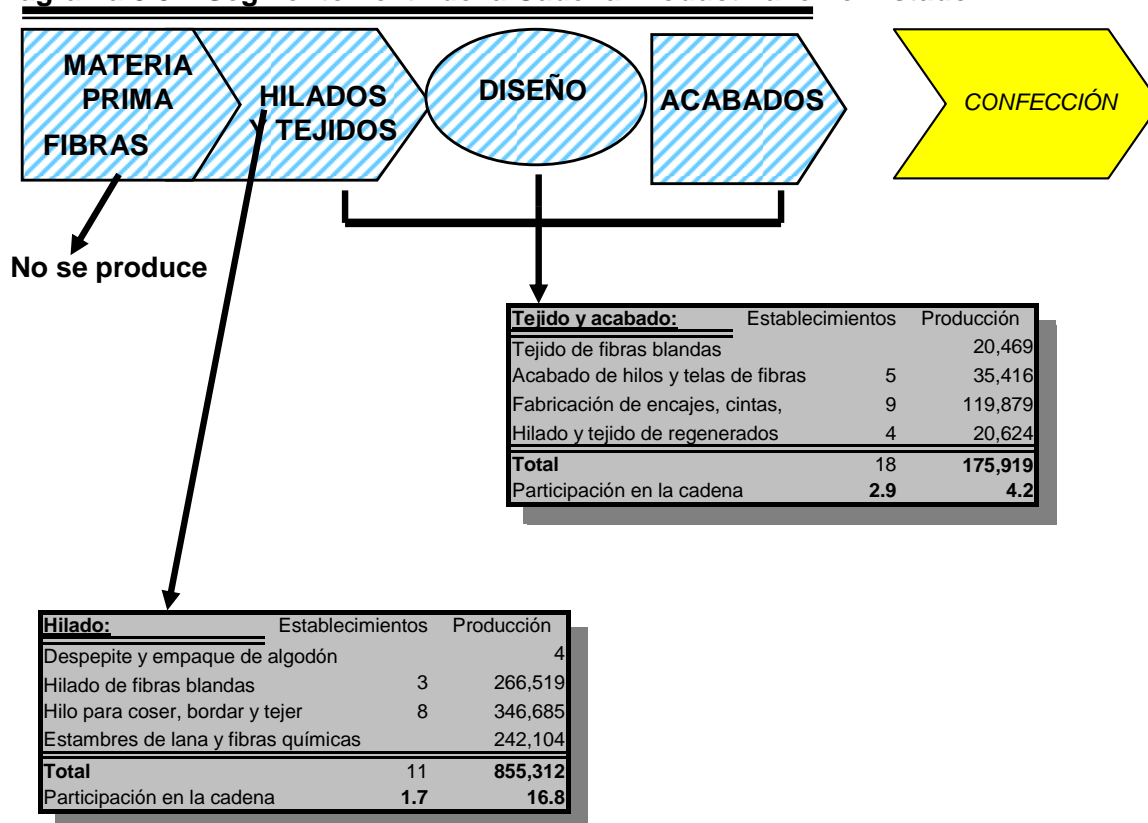 MATERIA
PRIMA
FIBRAS
HILADOS
Y TEJIDOS
DISEÑO
ACABADOS
CONFECCIÓN
No se produce
Tejido y acabado: Establecimientos Producción
Tejido de fibras blandas 20,469
Acabado de hilos y telas de fibras 5 35,416
Fabricación de encajes, cintas, 9 119,879
Hilado y tejido de regenerados 4 20,624
Total 18 175,919
Participación en la cadena 2.9 4.2
Hilado: Establecimientos Producción
Despepite y empaque de algodón 4
Hilado de fibras blandas 3 266,519
Hilo para coser, bordar y tejer 8 346,685
Estambres de lana y fibras químicas 242,104
Total 11 855,312
Participación en la cadena 1.7 16.8